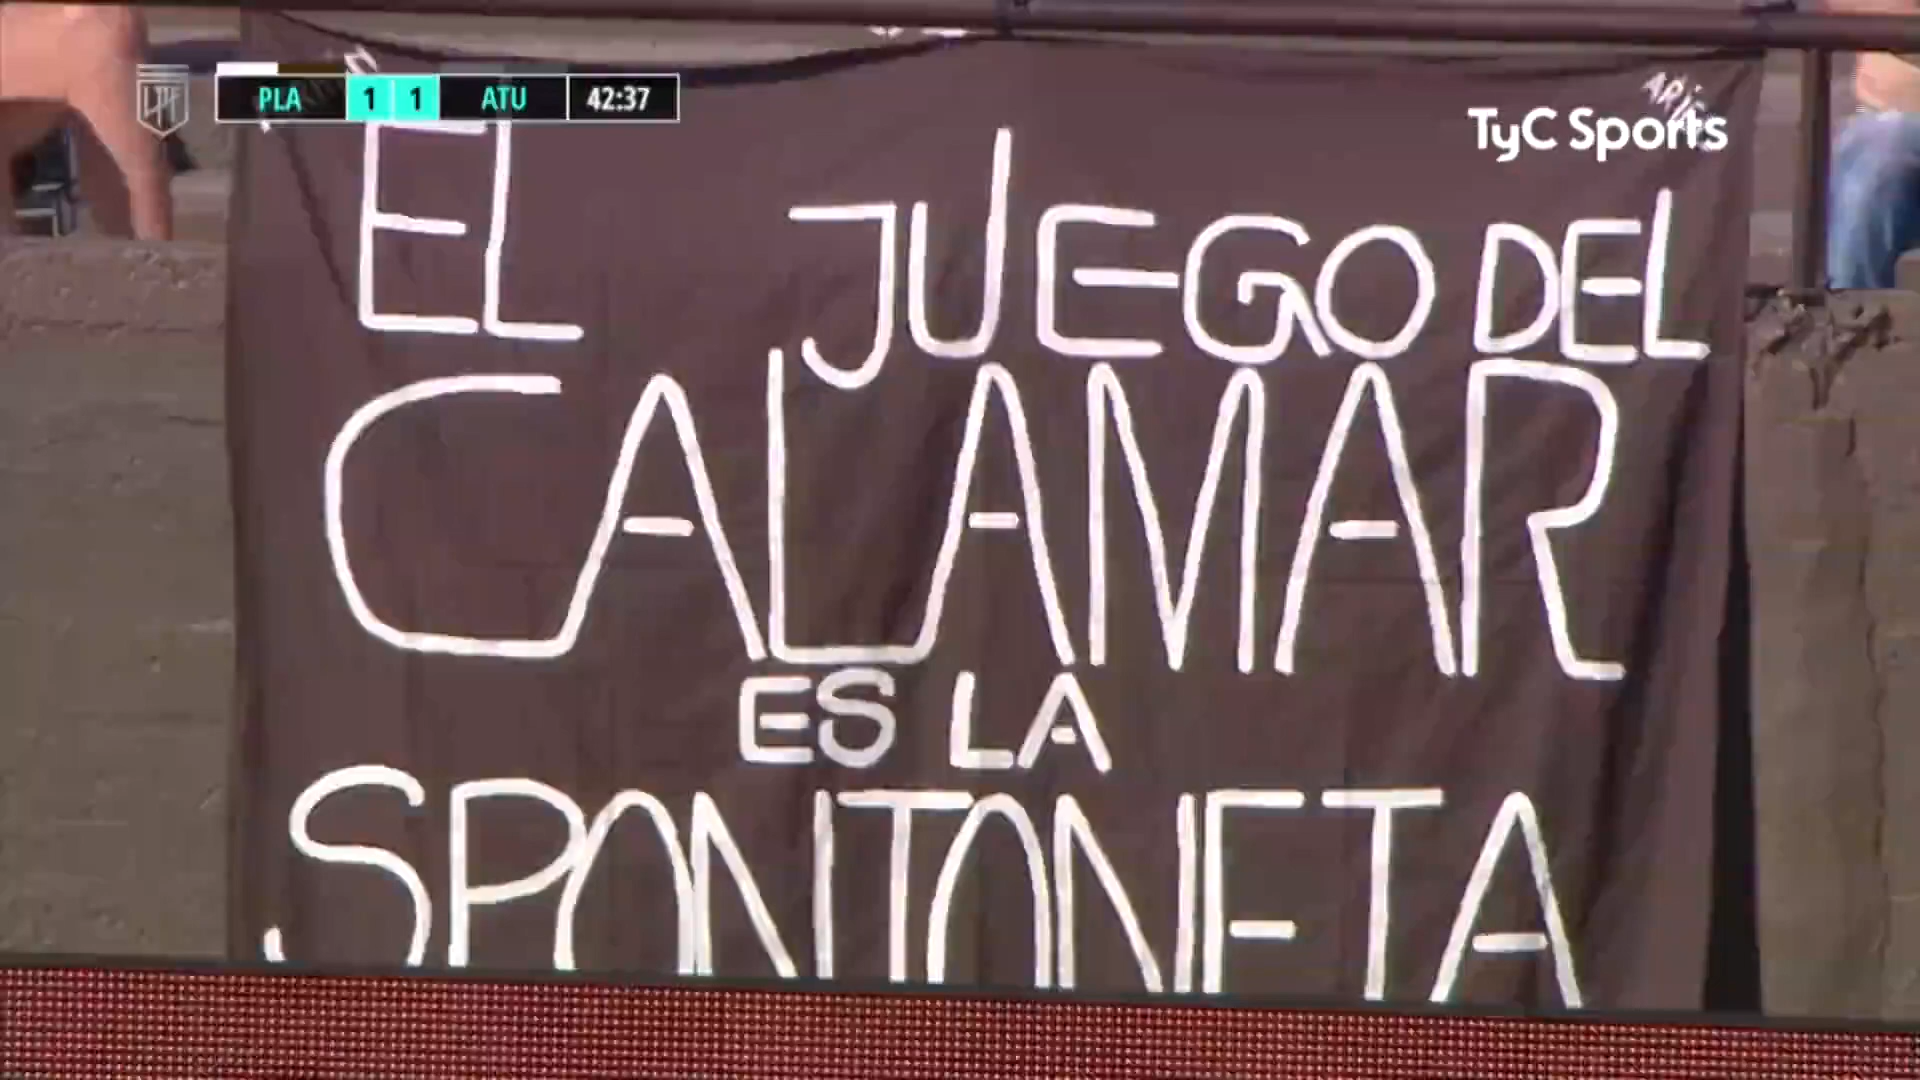 PLA 1 1 ATU 42:37
TyC Sports
EL JUEGO DEL
CALAMAR
ES LA
SPONTONETA